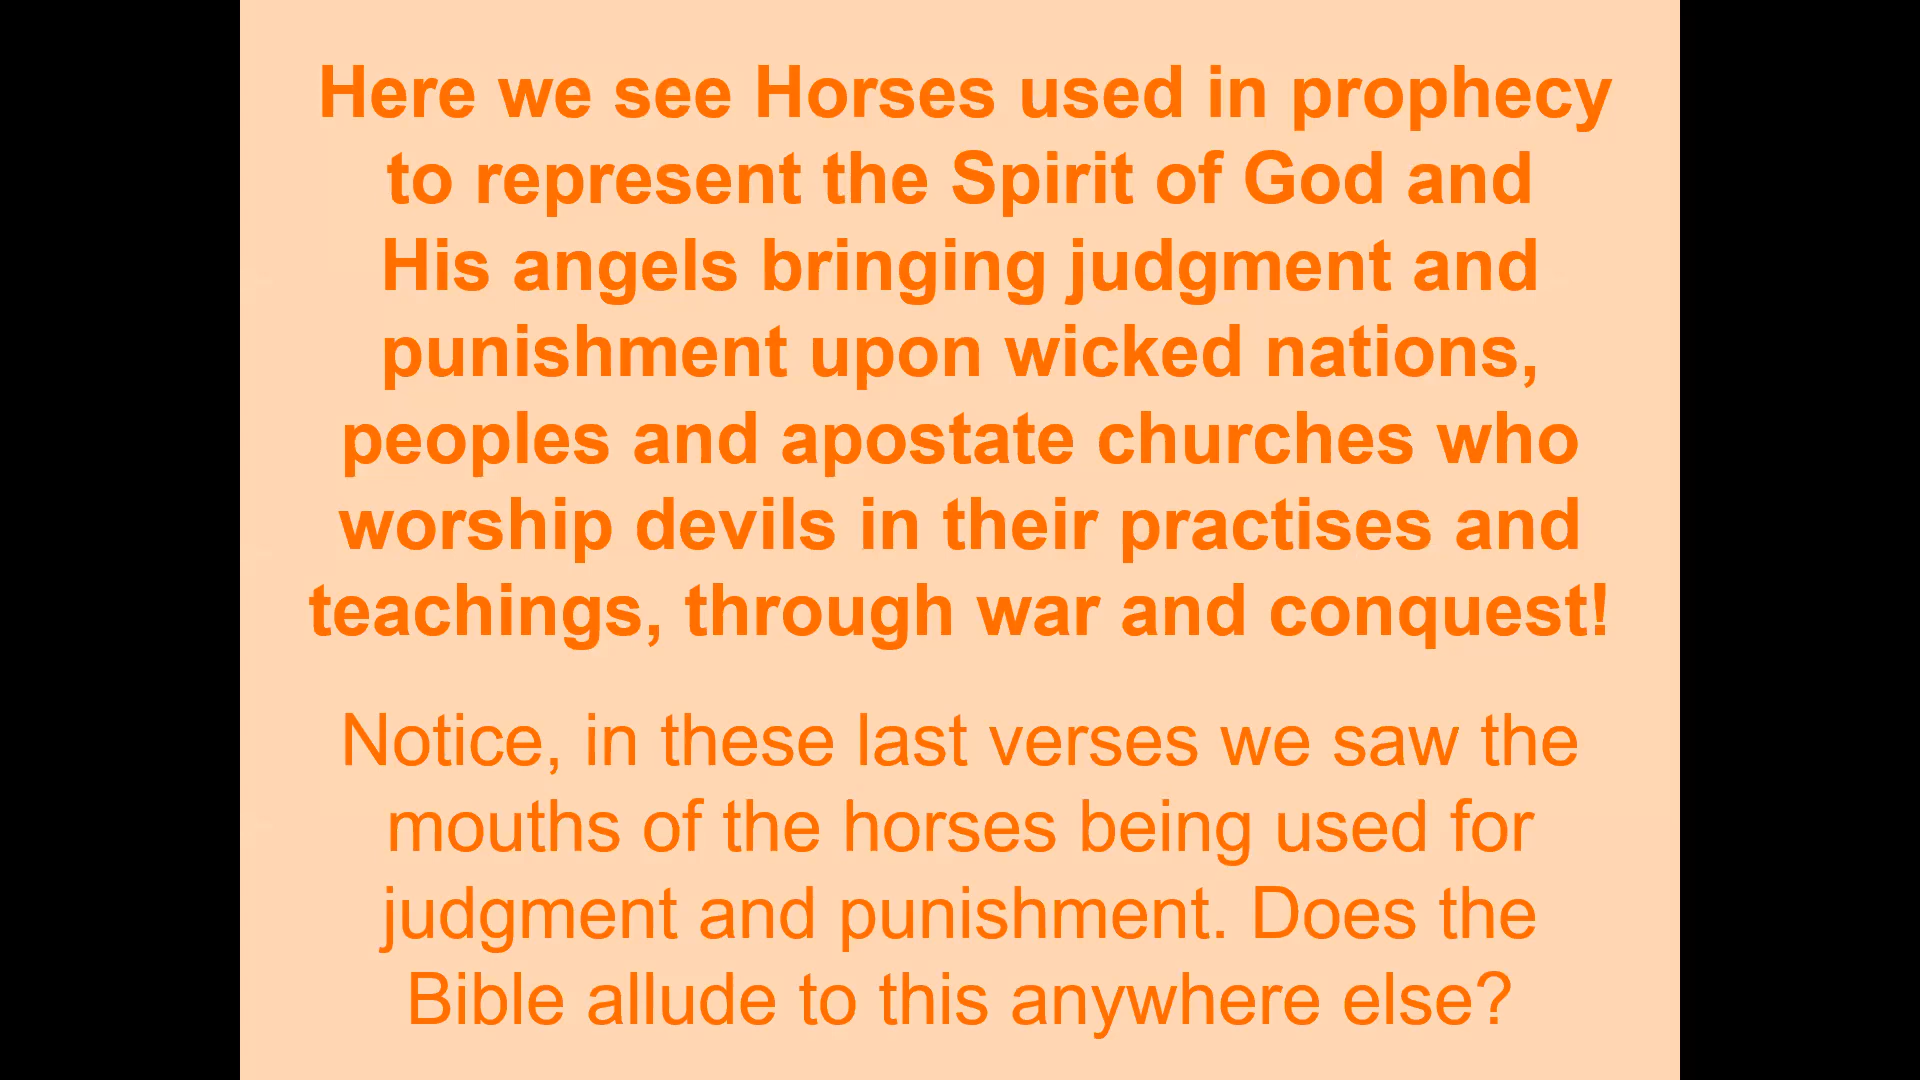 Here we see Horses used in prophecy
to represent the Spirit of God and
His angels bringing judgment and
punishment upon wicked nations,
peoples and apostate churches who
worship devils in their practises and
teachings, through war and conquest!
Notice, in these last verses we saw the
mouths of the horses being used for
judgment and punishment. Does the
Bible allude to this anywhere else?